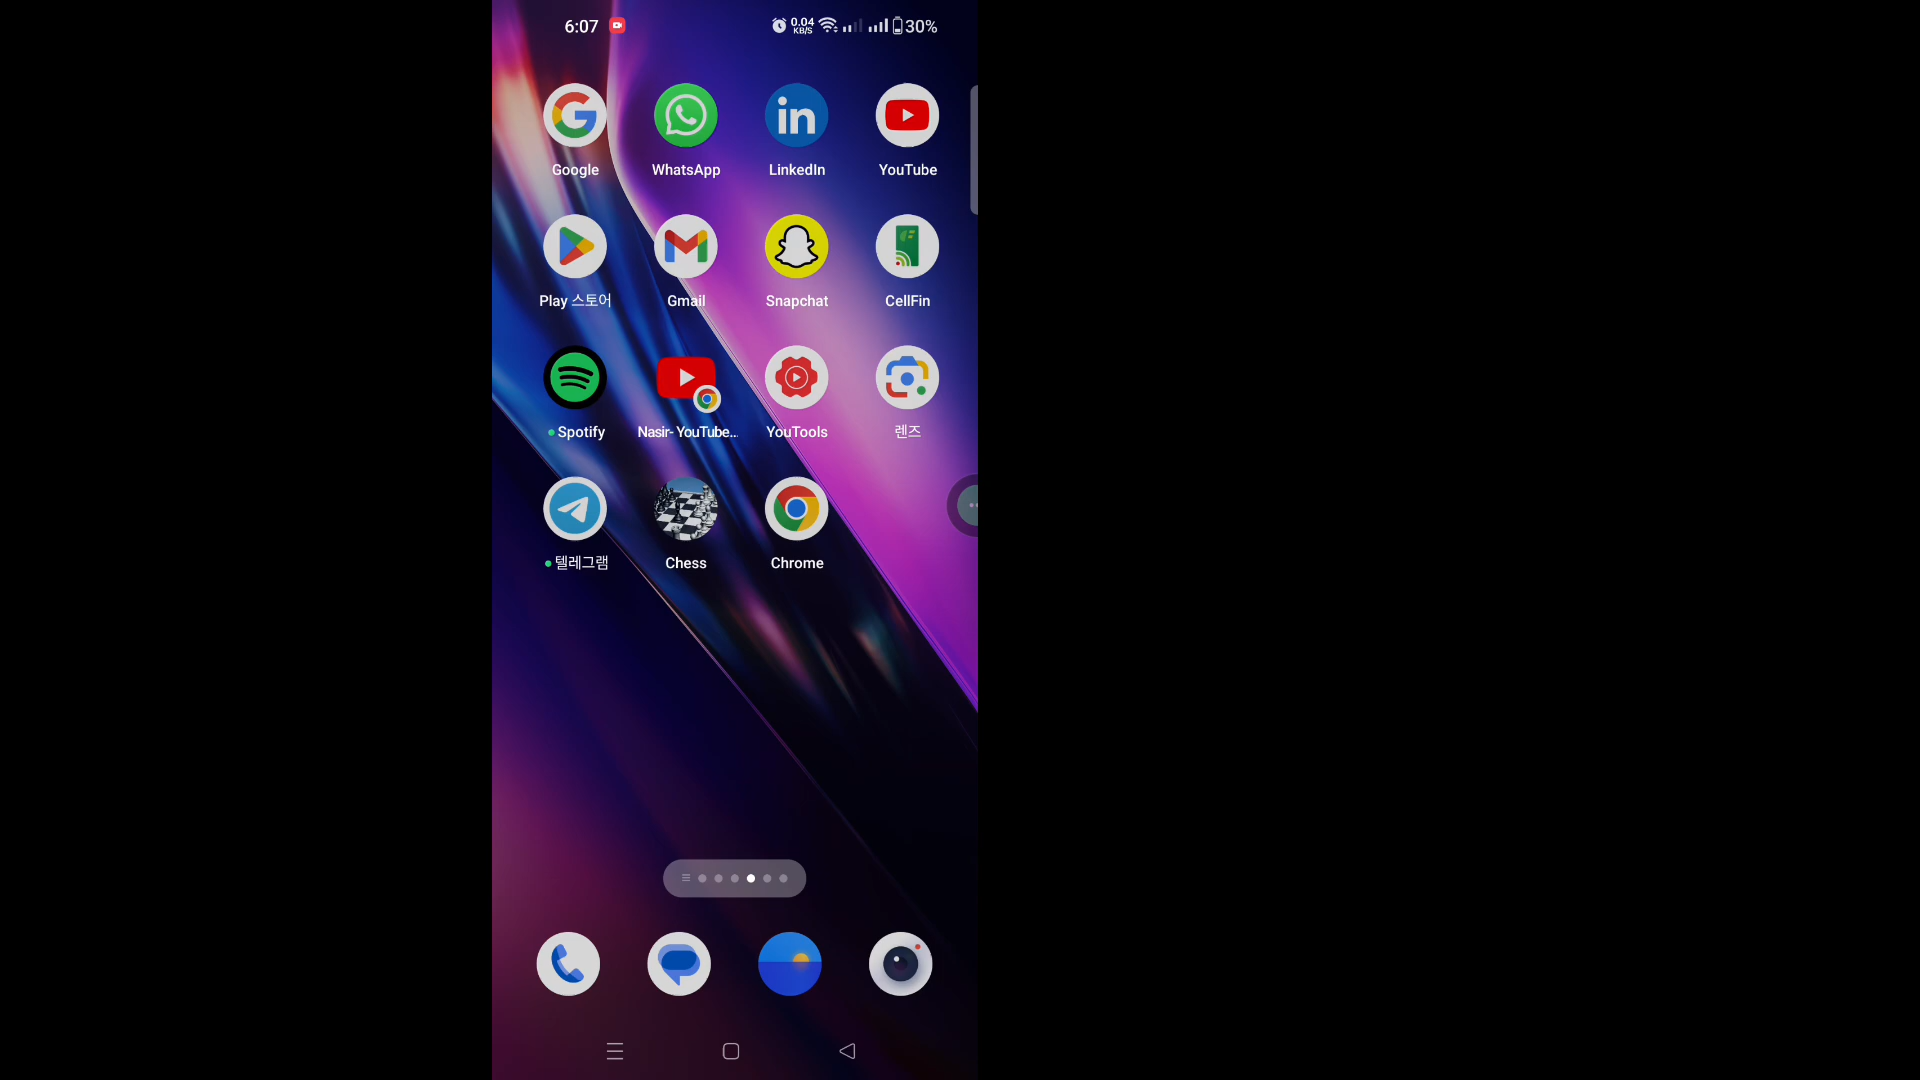 6:07 0.04 KB/S 30%
Google WhatsApp LinkedIn YouTube
Play 스토어 Gmail Snapchat CellFin
Spotify Nasir- YouTube... YouTools 렌즈
텔레그램 Chess Chrome